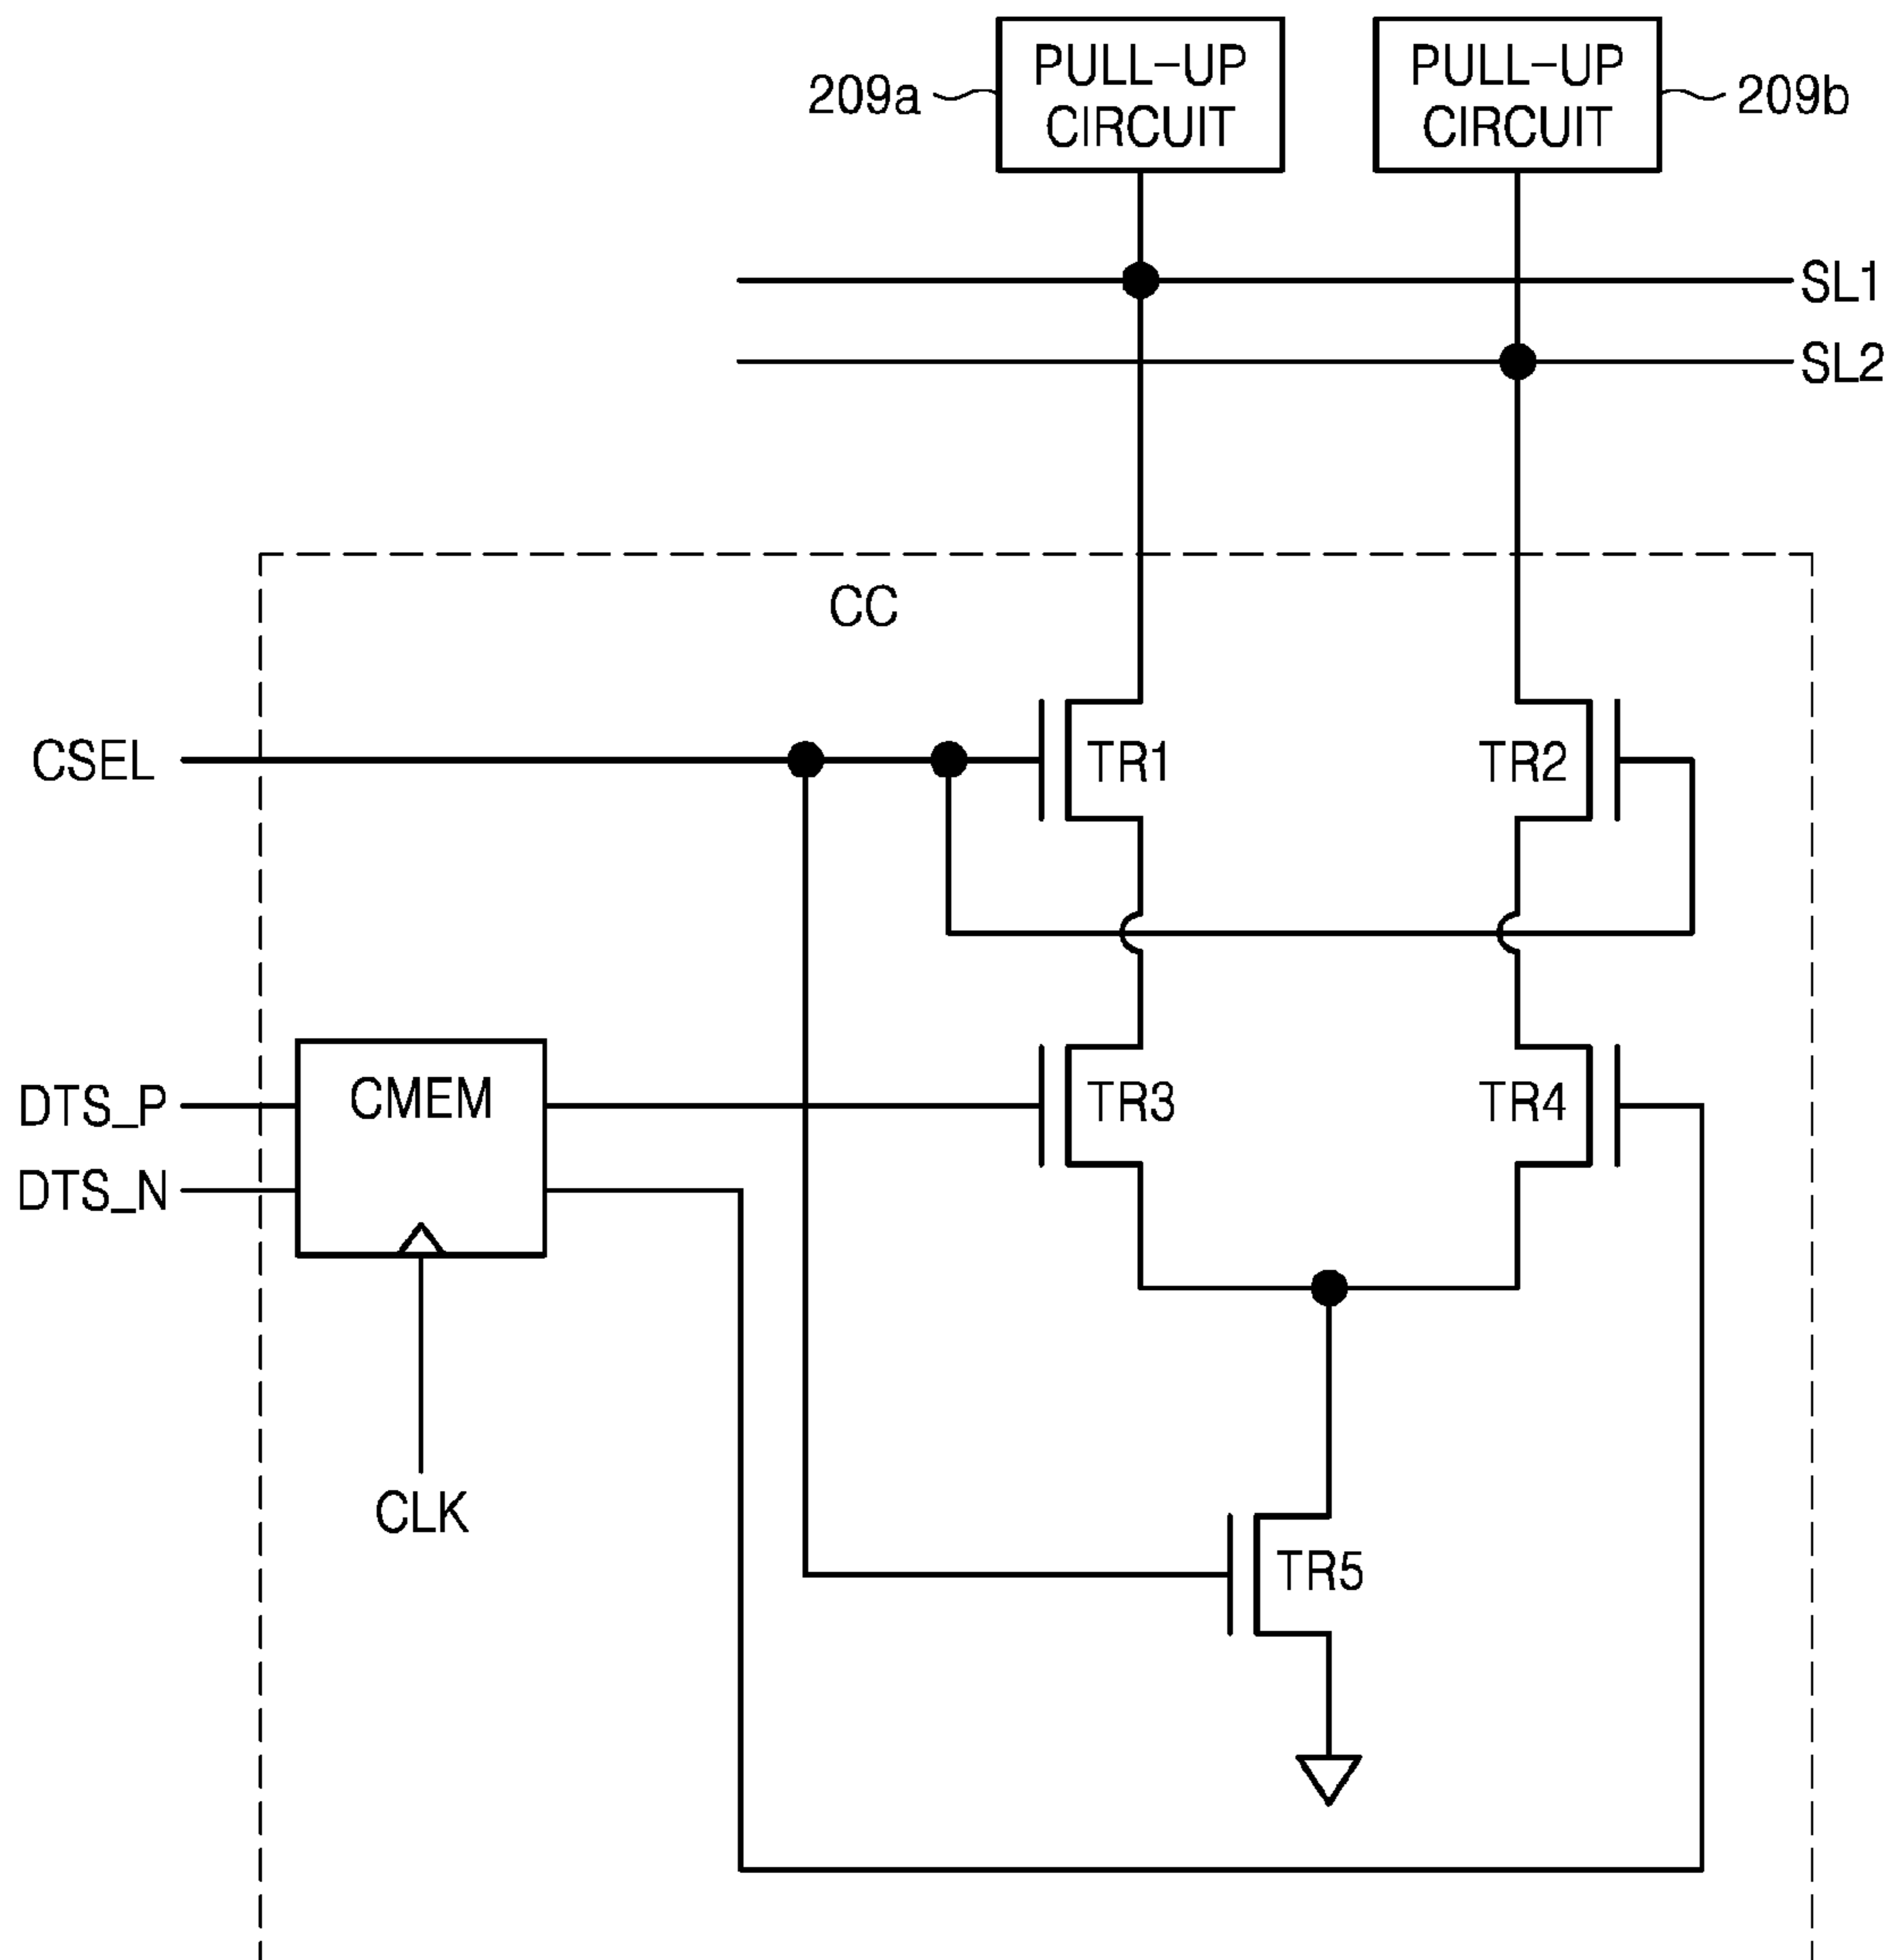 PULL-UP
CIRCUIT
PULL-UP
CIRCUIT
209a
209b
SL1
SL2
CC
CSEL
TR1
TR2
DTS_P
CMEM
TR3
TR4
DTS_N
CLK
TR5